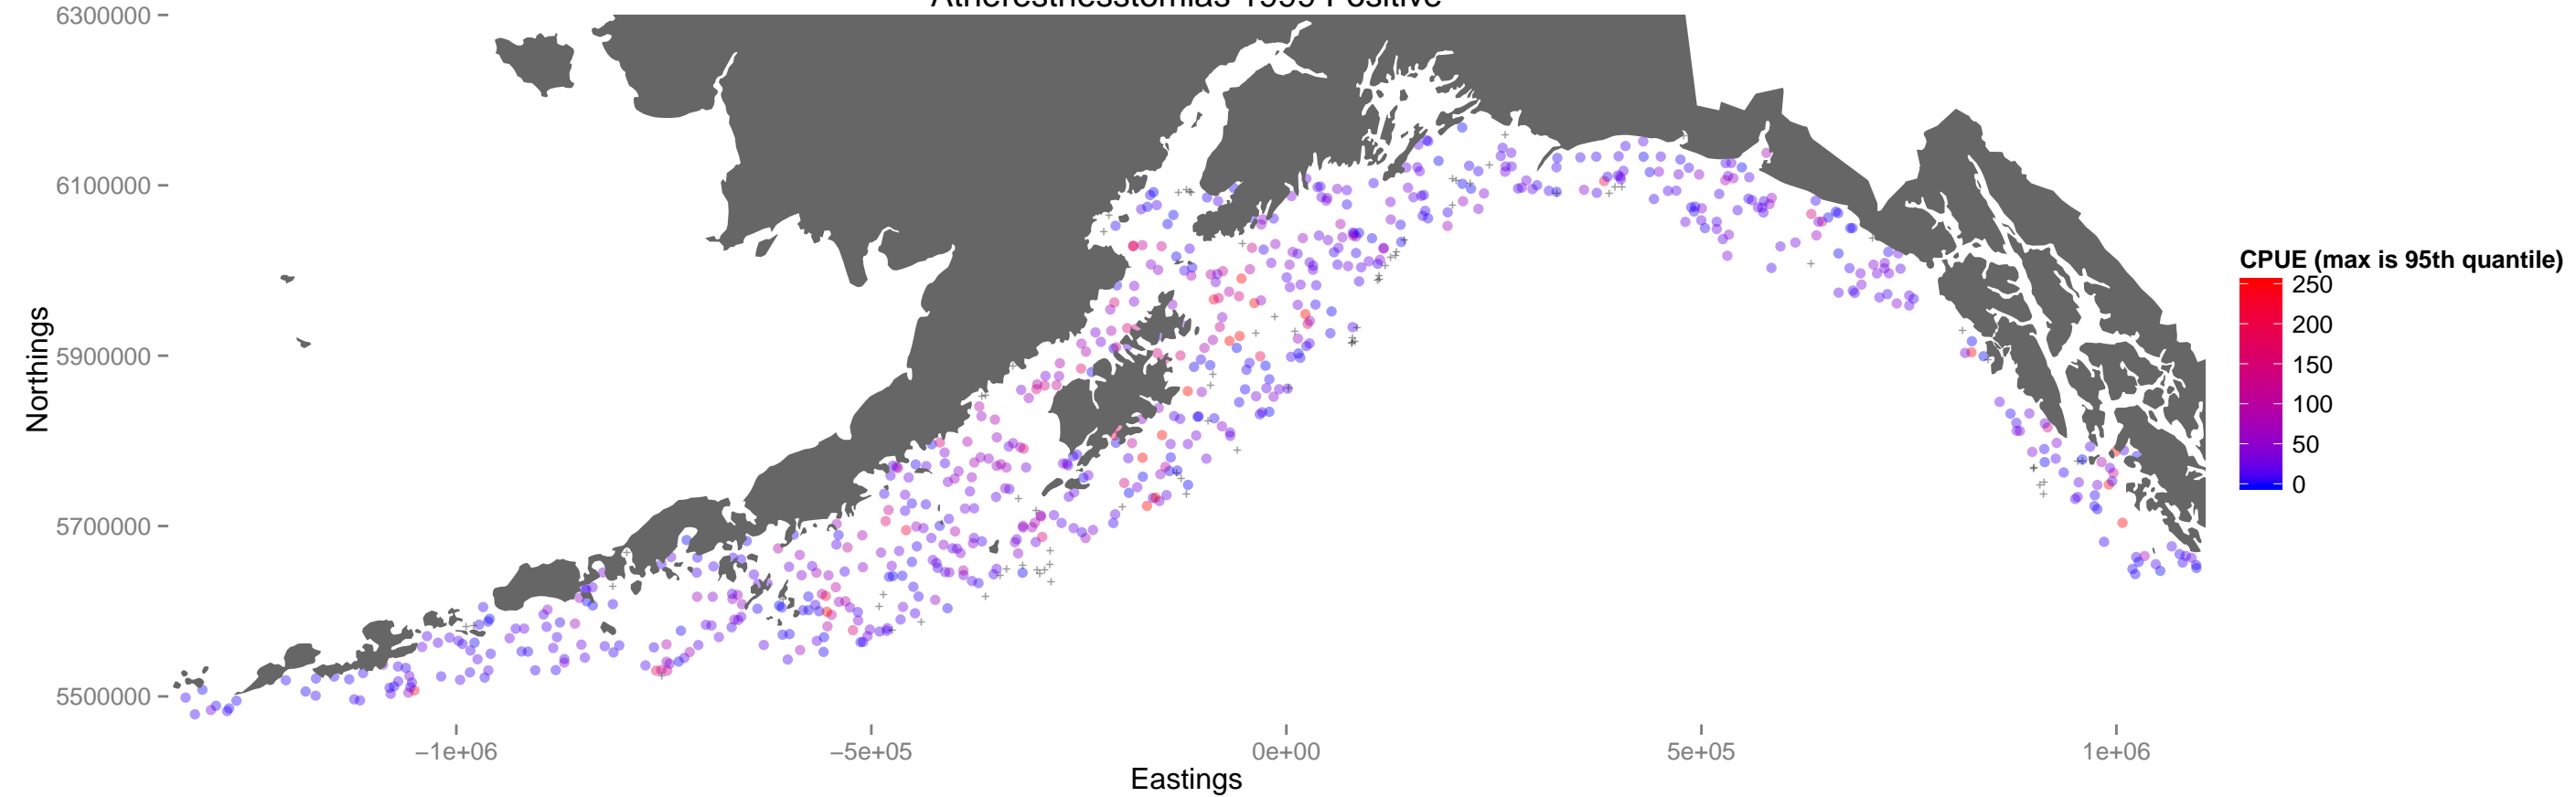 Atheresthesstomias 1999 Positive
6300000
6100000
5900000
5700000
5500000
Northings
−1e+06
−5e+05
0e+00
5e+05
1e+06
Eastings
CPUE (max is 95th quantile)
250
200
150
100
50
0